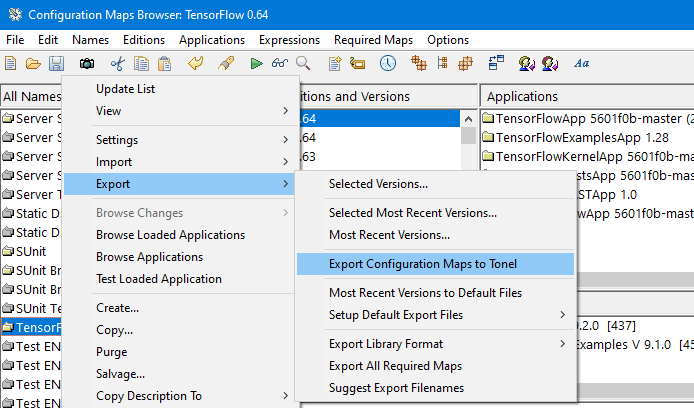 Configuration Maps Browser: TensorFlow 0.64
File Edit Names Editions Applications Expressions Required Maps Options
Aa
All Names
itions and Versions
Applications
Server S
Server S
Server S
Server S
Server T
Static D
Static D
SUnit
SUnit Br
SUnit Br
SUnit Te
TensorFl
Test EN
Test EN
Test EN
Test EN
Update List
View
Settings
Import
Export
Browse Changes
Browse Loaded Applications
Browse Applications
Test Loaded Application
Create...
Copy...
Purge
Salvage...
Copy Description To
.64
.64
.63
Selected Versions...
Selected Most Recent Versions...
Most Recent Versions...
Export Configuration Maps to Tonel
Most Recent Versions to Default Files
Setup Default Export Files
Export Library Format
Export All Required Maps
Suggest Export Filenames
TensorFlowApp 5601f0b-master (2
TensorFlowExamplesApp 1.28
TensorFlowKernelApp 5601f0b-mast
stsApp 5601f0b-mast
STApp 1.0
owApp 5601f0b-maste
9.2.0 [437]
Examples V 9.1.0 [45